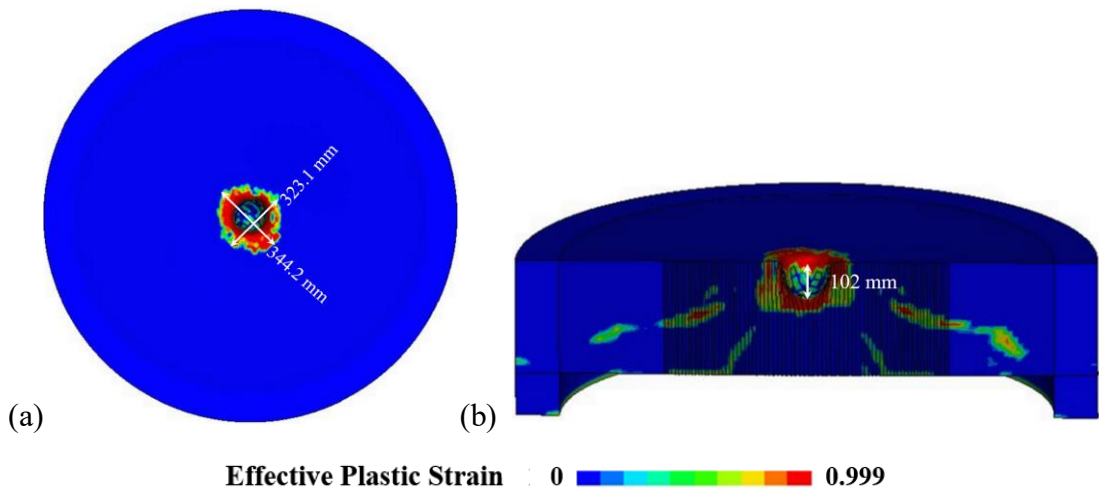 323.1 mm
344.2 mm
102 mm
(a)
(b)
Effective Plastic Strain 0 0.999